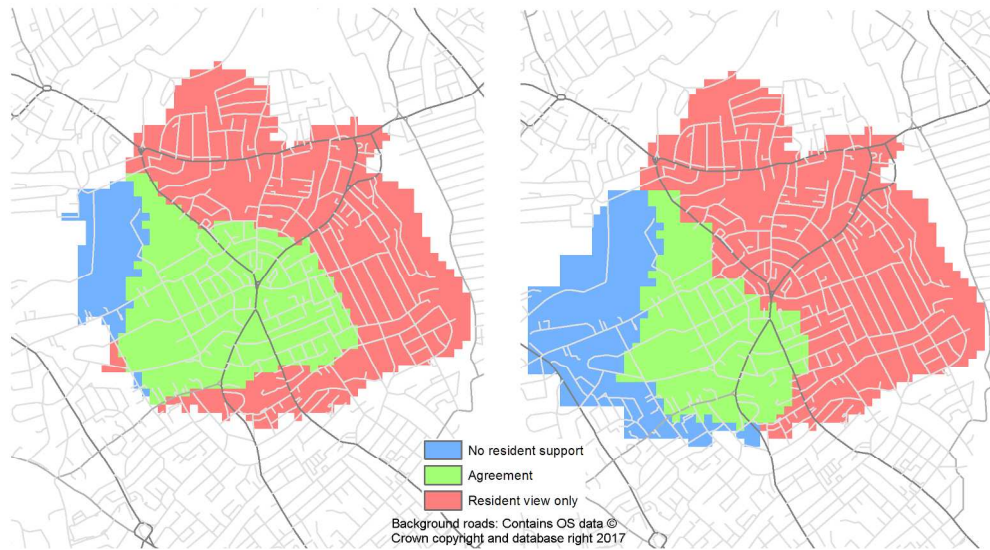 No resident support
Agreement
Resident view only
Background roads: Contains OS data ©
Crown copyright and database right 2017